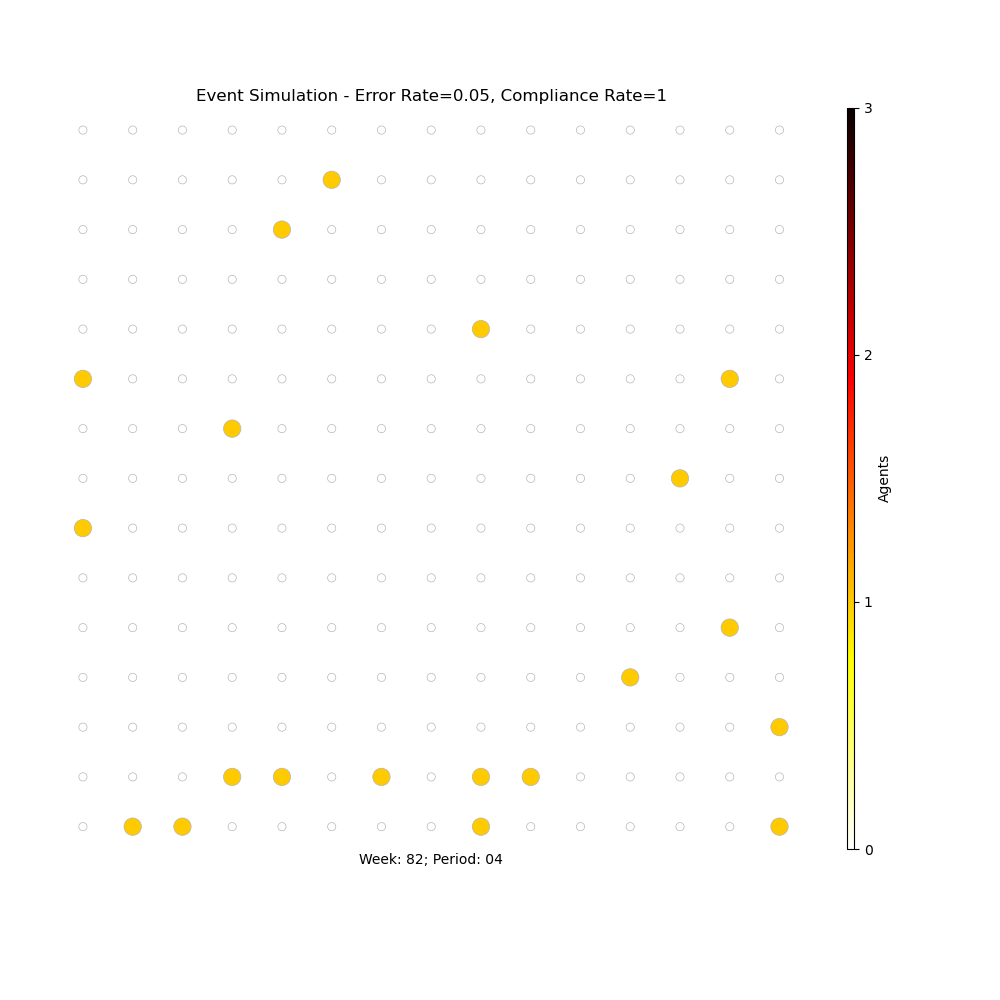 Event Simulation - Error Rate=0.05, Compliance Rate=1
3
2
1
0
Agents
Week: 82; Period: 04